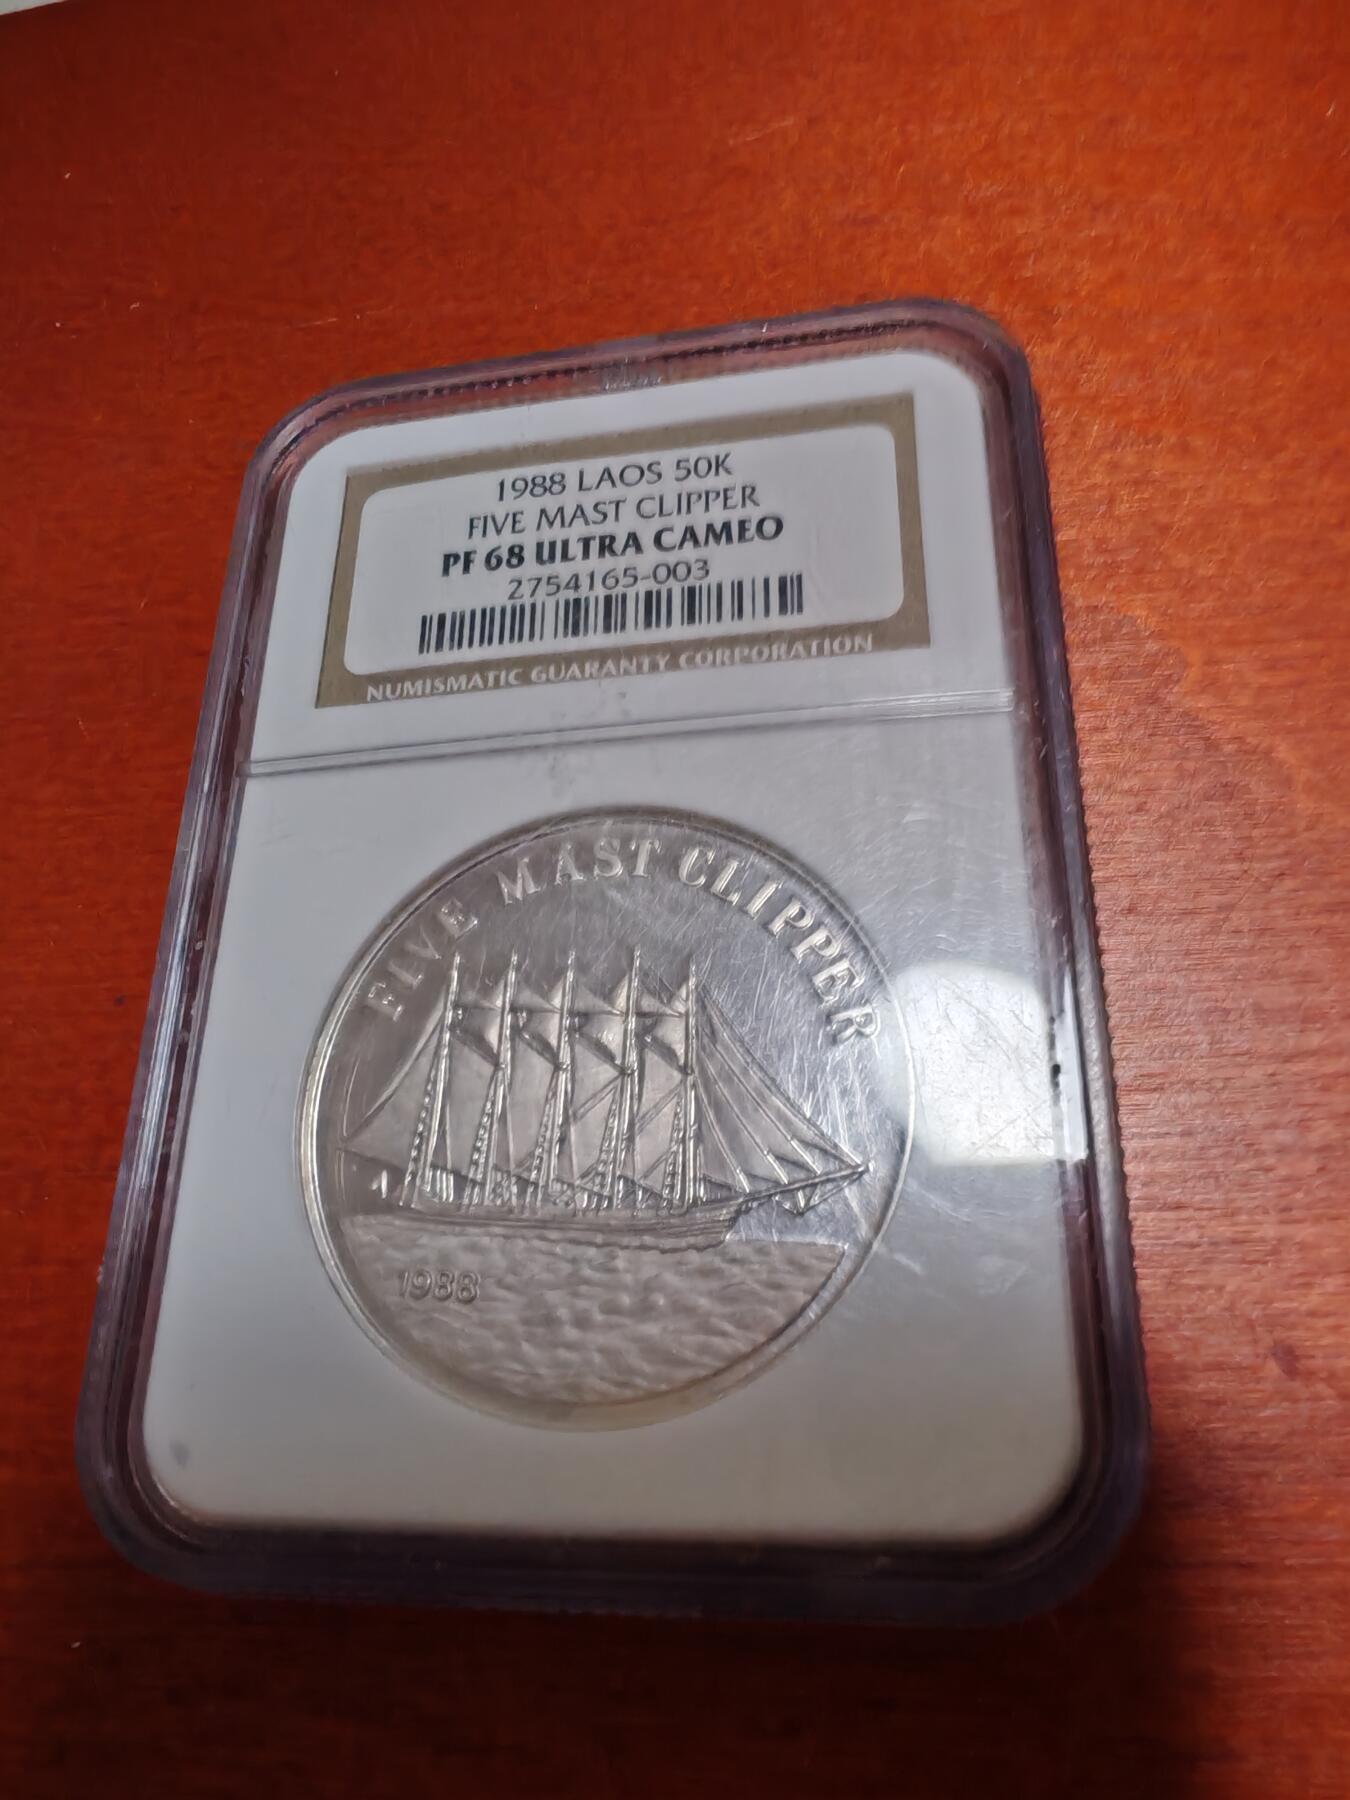 1988 LAOS 50K
FIVE MAST CLIPPER
PF 68 ULTRA CAMEO
2754165-003
NUMISMATIC GUARANTY CORPORATION
FIVE MAST CLIPPER
1988